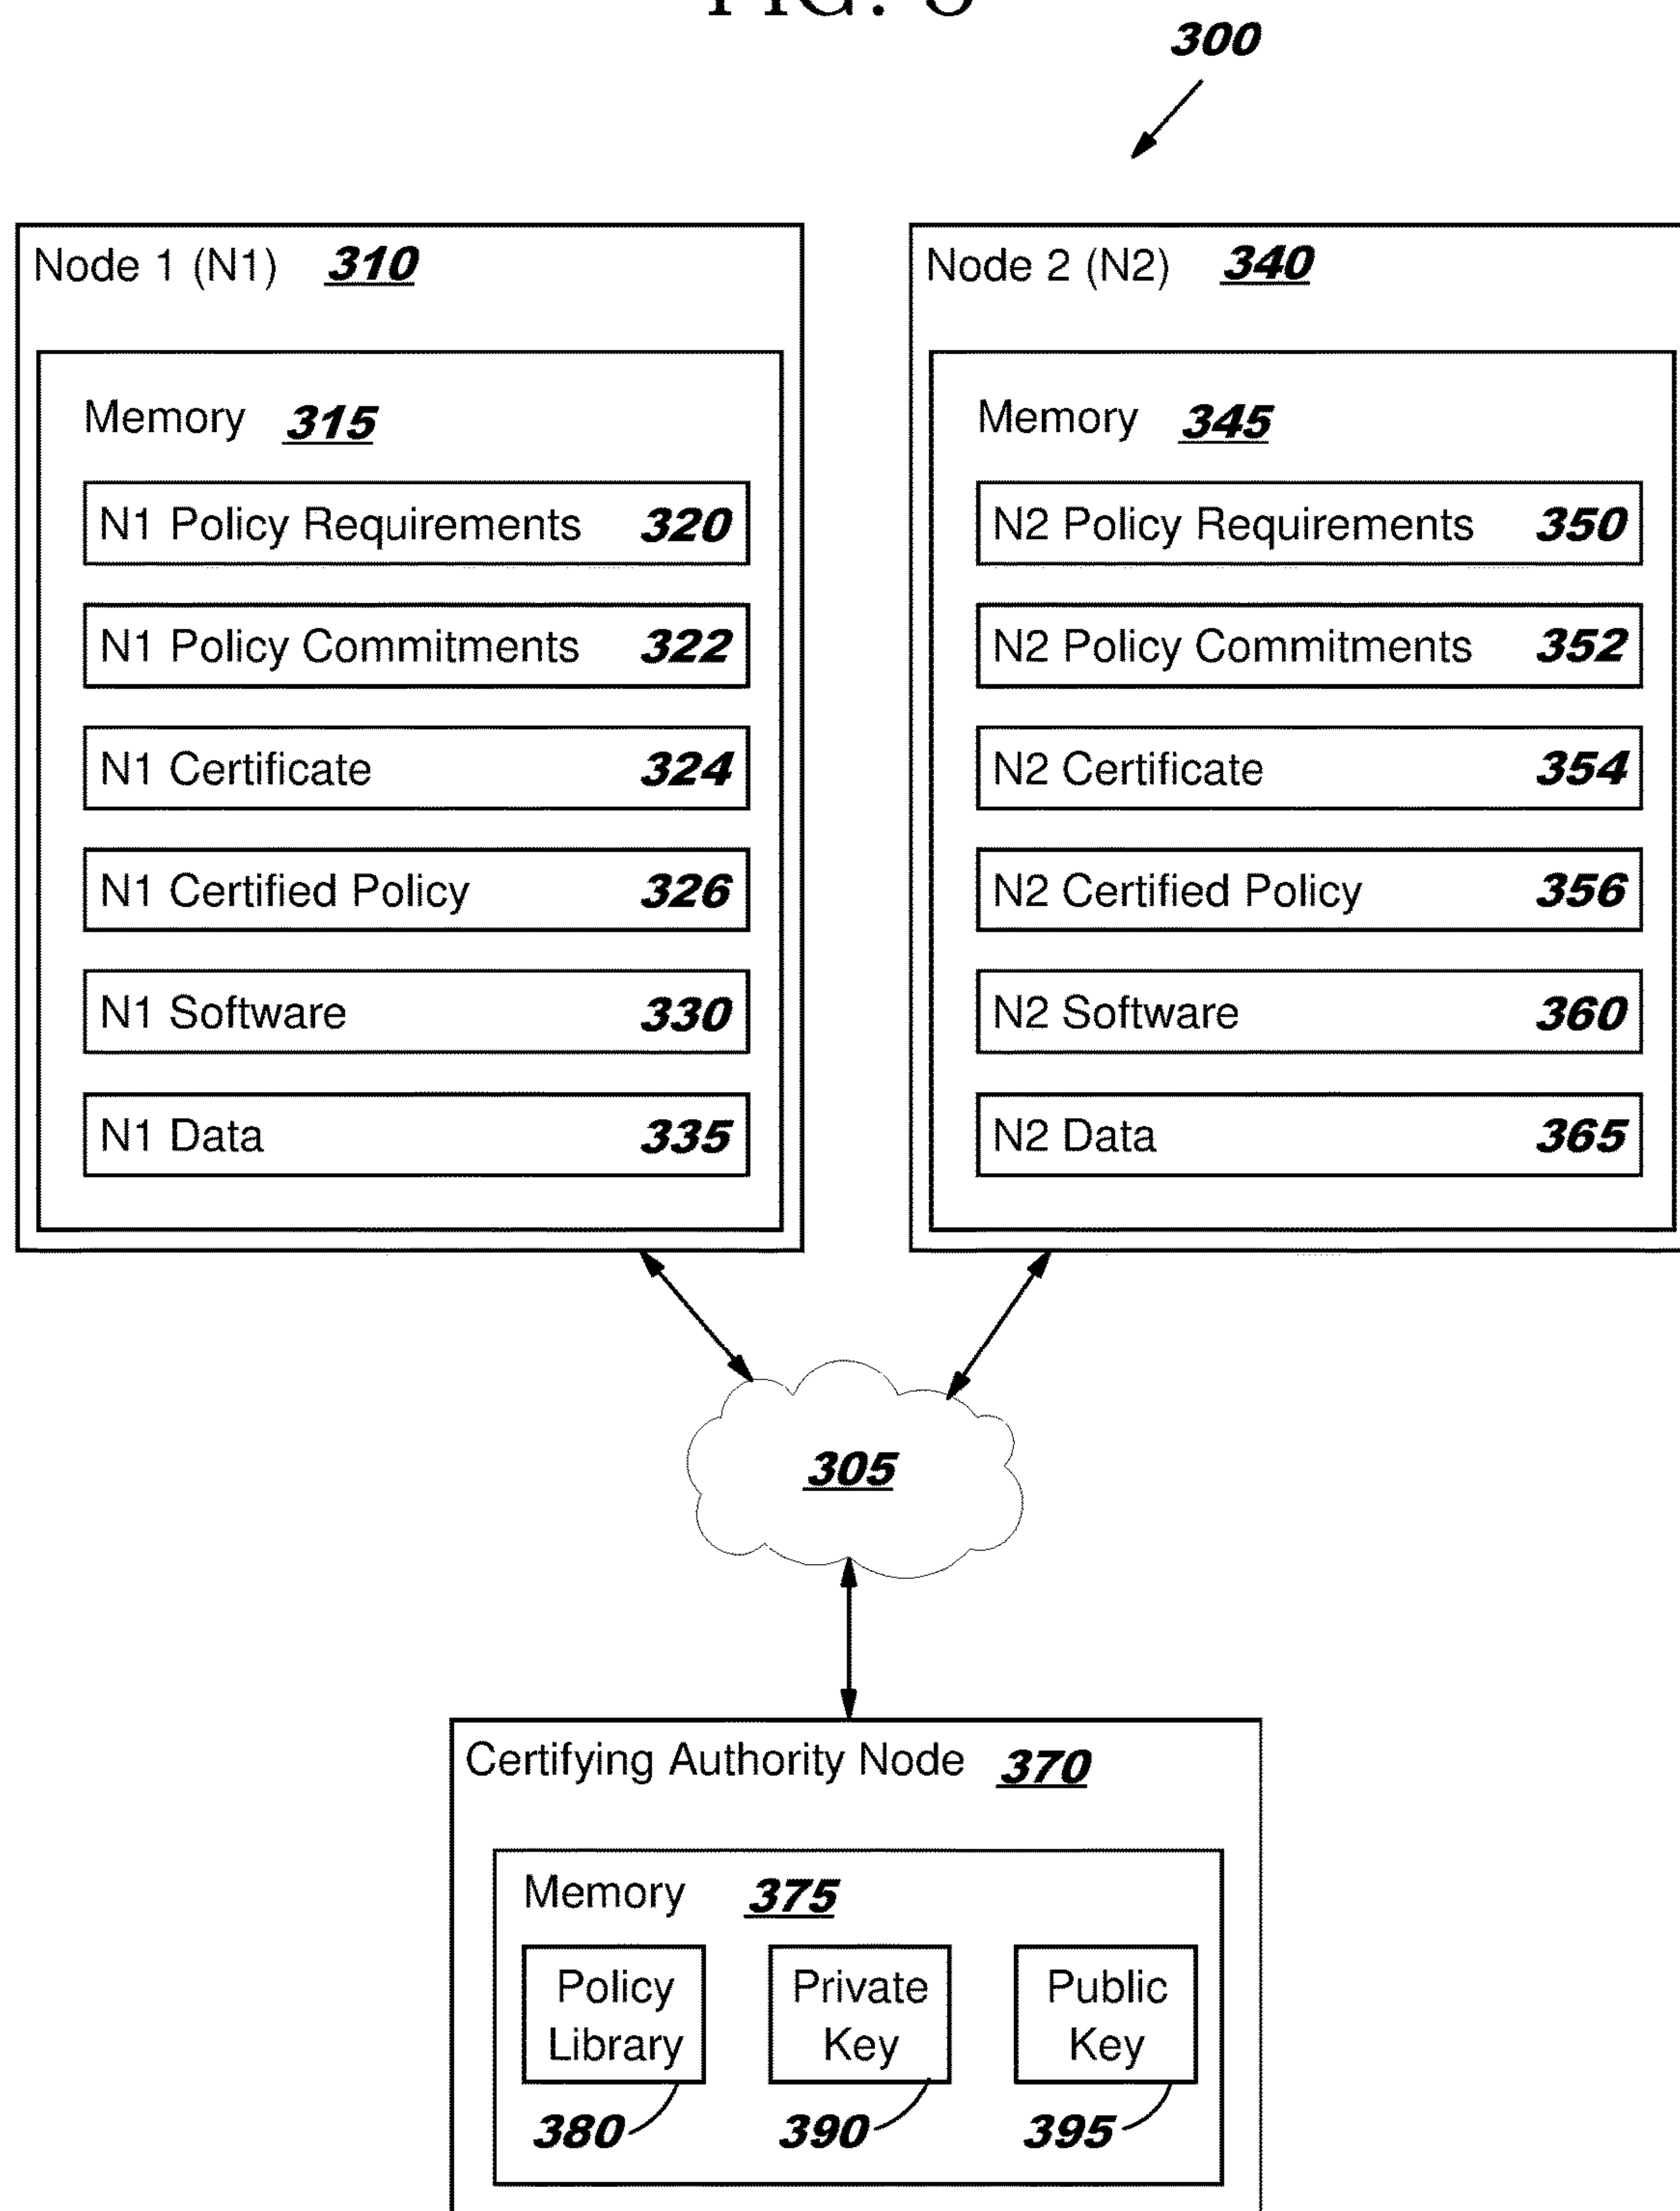 FIG. 3
300
Node 1 (N1) 310
Memory 315
N1 Policy Requirements 320
N1 Policy Commitments 322
N1 Certificate 324
N1 Certified Policy 326
N1 Software 330
N1 Data 335
Node 2 (N2) 340
Memory 345
N2 Policy Requirements 350
N2 Policy Commitments 352
N2 Certificate 354
N2 Certified Policy 356
N2 Software 360
N2 Data 365
305
Certifying Authority Node 370
Memory 375
Policy
Library
380
Private
Key
390
Public
Key
395